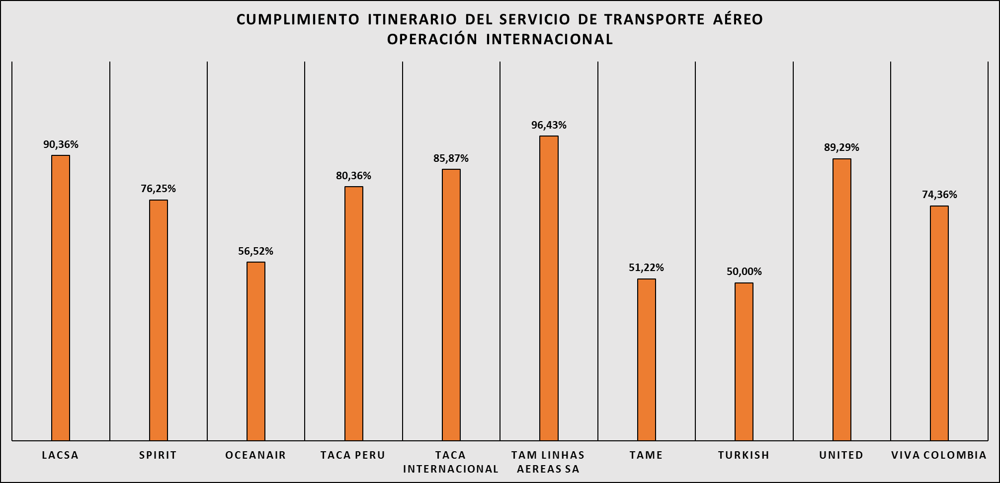 CUMPLIMIENTO ITINERARIO DEL SERVICIO DE TRANSPORTE AÉREO
OPERACIÓN INTERNACIONAL
90,36%
76,25%
56,52%
80,36%
85,87%
96,43%
51,22%
50,00%
89,29%
74,36%
LACSA
SPIRIT
OCEANAIR
TACA PERU
TACA
INTERNACIONAL
TAM LINHAS
AEREAS SA
TAME
TURKISH
UNITED
VIVA COLOMBIA